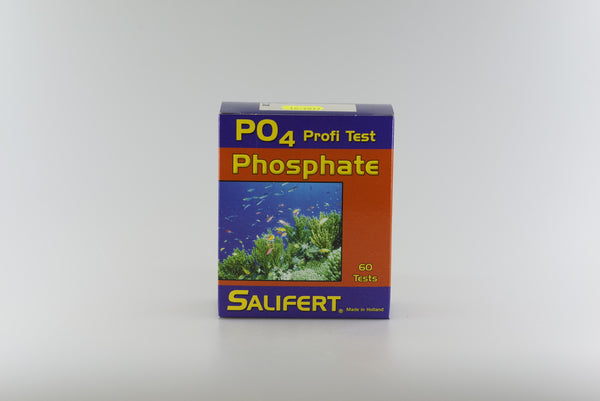 PO4 Profi Test
Phosphate
60
Tests
SALIFERT®
Made in Holland